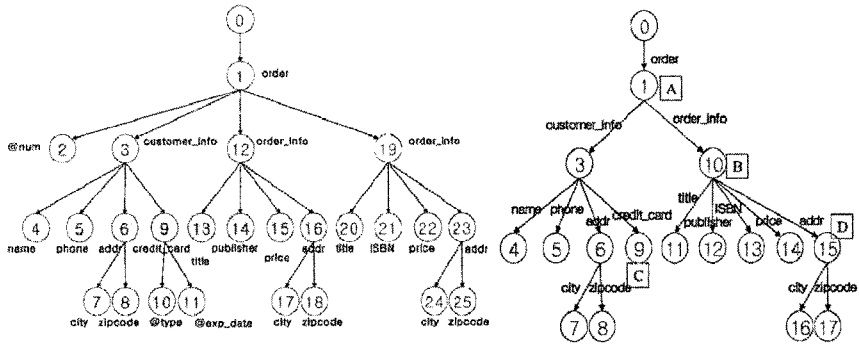 0
1 order
@num 2 3 customer_info 12 order_info 19 order_info
4 5 6 9 13 14 15 16 20 21 22 23
name phone addr credit_card title publisher price addr title ISBN price addr
7 8 10 11 17 18 24 25
city zipcode @type @exp_date city zipcode city zipcode
0
order
1 A
customer_info order_info
3 10 B
name phone addr credit_card title publisher ISBN price addr
4 5 6 9 11 12 13 14 15 D
C
city zipcode city zipcode
7 8 16 17